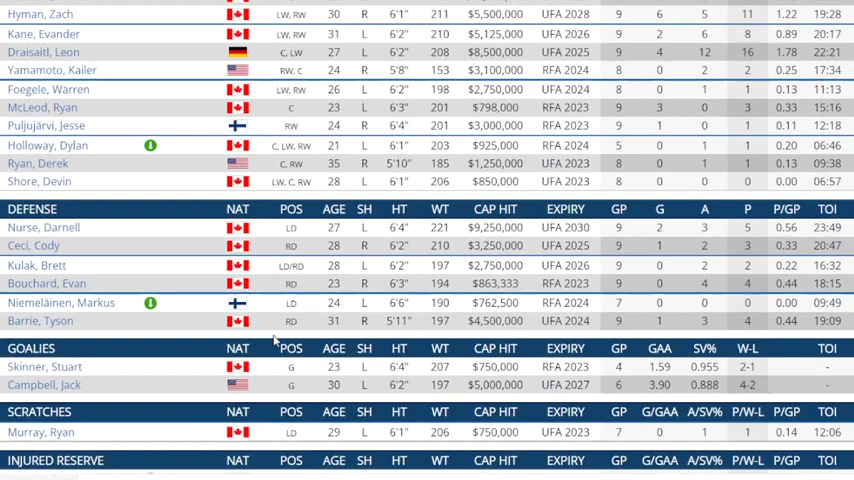 Hyman, Zach LW, RW 30 R 6'1" 211 $5,500,000 UFA 2028 9 6 5 11 1.22 19:28
Kane, Evander LW, RW 31 L 6'2" 210 $5,125,000 UFA 2026 9 2 6 8 0.89 20:17
Draisaitl, Leon C, LW 27 L 6'2" 208 $8,500,000 UFA 2025 9 4 12 16 1.78 22:21
Yamamoto, Kailer RW, C 24 R 5'8" 153 $3,100,000 RFA 2024 8 0 2 2 0.25 17:34
Foegele, Warren LW, RW 26 L 6'2" 198 $2,750,000 UFA 2024 8 0 1 1 0.13 11:13
McLeod, Ryan C 23 L 6'3" 201 $798,000 RFA 2023 9 3 0 3 0.33 15:16
Puljujärvi, Jesse RW 24 R 6'4" 201 $3,000,000 RFA 2023 9 1 0 1 0.11 12:18
Holloway, Dylan C, LW, RW 21 L 6'1" 203 $925,000 RFA 2024 5 0 1 1 0.20 06:46
Ryan, Derek C, RW 35 R 5'10" 185 $1,250,000 UFA 2023 8 0 1 1 0.13 09:38
Shore, Devin LW, C, RW 28 L 6'1" 203 $850,000 UFA 2023 8 0 0 0 0.00 06:57
DEFENSE NAT POS AGE SH HT WT CAP HIT EXPIRY GP G A P P/GP TOI
Nurse, Darnell LD 27 L 6'4" 221 $9,250,000 UFA 2030 9 2 3 5 0.56 23:49
Ceci, Cody RD 28 R 6'2" 210 $3,250,000 UFA 2025 9 1 2 3 0.33 20:47
Kulak, Brett LD/RD 28 L 6'2" 197 $2,750,000 UFA 2026 9 0 2 2 0.22 16:32
Bouchard, Evan RD 23 R 6'3" 194 $863,333 RFA 2023 9 0 4 4 0.44 18:15
Niemeläinen, Markus LD 24 L 6'6" 190 $762,500 RFA 2024 7 0 0 0 0.00 09:49
Barrie, Tyson RD 31 R 5'11" 197 $4,500,000 UFA 2024 9 1 3 4 0.44 19:09
GOALIES NAT POS AGE SH HT WT CAP HIT EXPIRY GP GAA SV% W-L TOI
Skinner, Stuart G 23 L 6'4" 207 $750,000 RFA 2023 4 1.59 0.955 2-1 -
Campbell, Jack G 30 L 6'2" 197 $5,000,000 UFA 2027 6 3.90 0.888 4-2 -
SCRATCHES NAT POS AGE SH HT WT CAP HIT EXPIRY GP G/GAA A/SV% P/W-L P/GP TOI
Murray, Ryan LD 29 L 6'1" 206 $750,000 UFA 2023 7 0 1 1 0.14 12:06
INJURED RESERVE NAT POS AGE SH HT WT CAP HIT EXPIRY GP G/GAA A/SV% P/W-L P/GP TOI